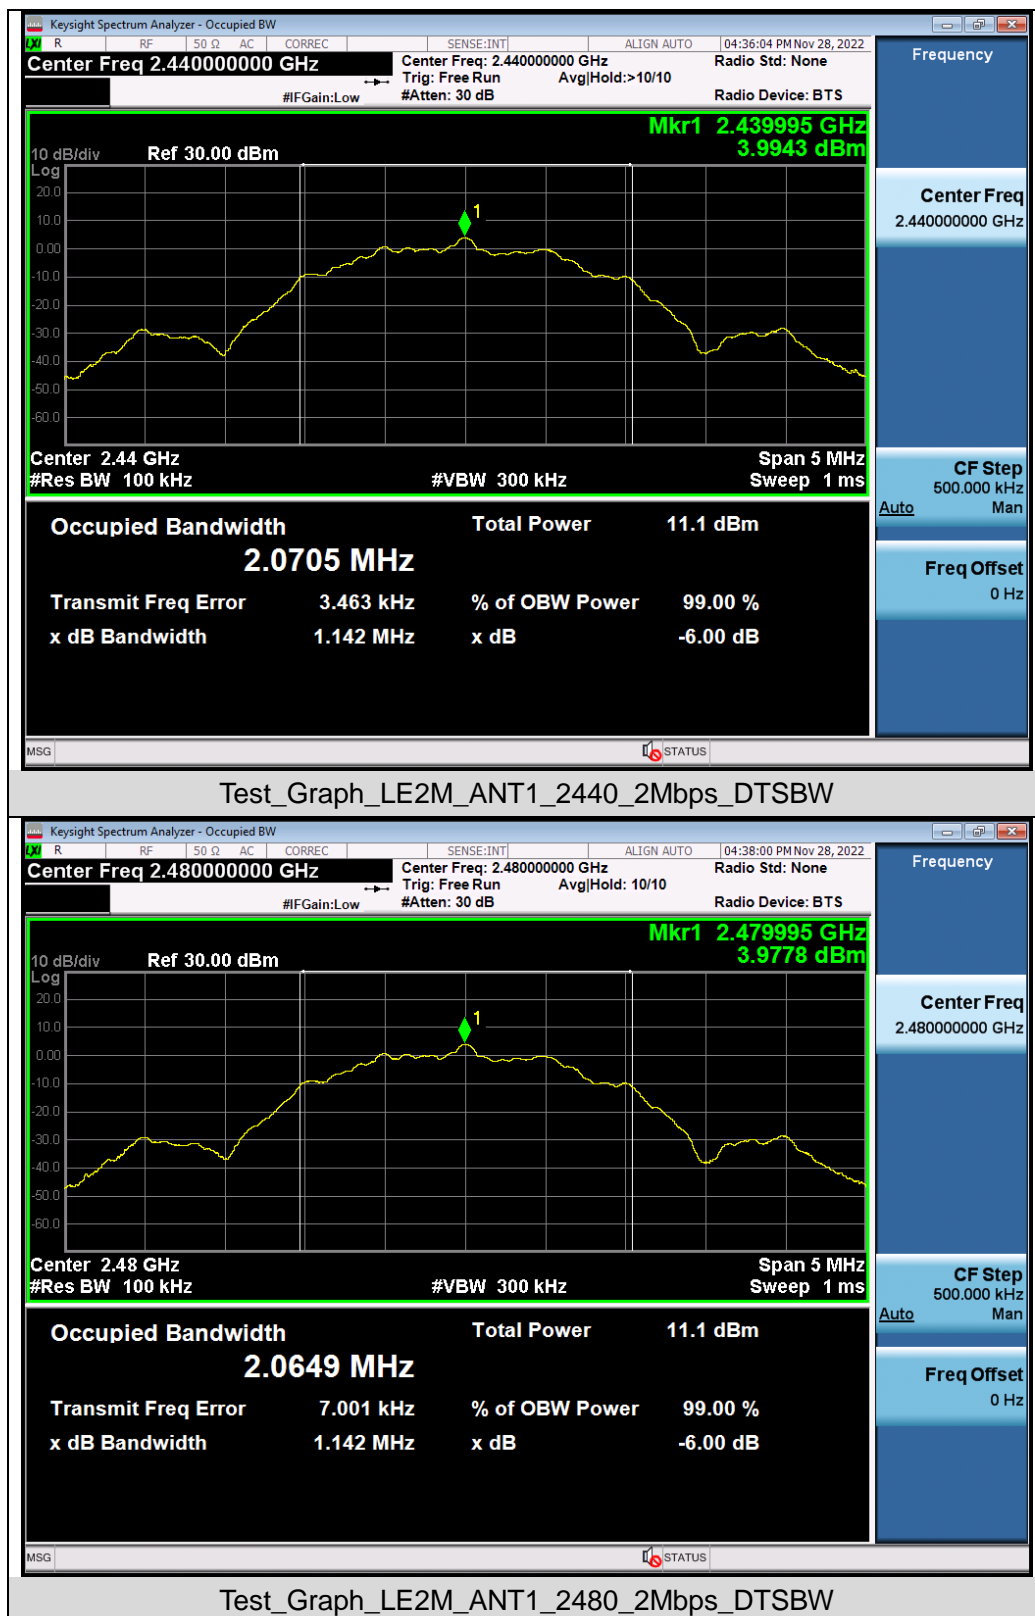 Keysight Spectrum Analyzer - Occupied BW
LXI R RF 50 Ω AC CORREC SENSE:INT ALIGN AUTO 04:36:04 PM Nov 28, 2022
Center Freq 2.440000000 GHz
Center Freq: 2.440000000 GHz
Radio Std: None
Trig: Free Run Avg|Hold:>10/10
#IFGain:Low
#Atten: 30 dB
Radio Device: BTS
Frequency
Mkr1 2.439995 GHz
3.9943 dBm
10 dB/div Ref 30.00 dBm
Log
20.0
10.0
0.00
-10.0
-20.0
-30.0
-40.0
-50.0
-60.0
1
Center 2.44 GHz Span 5 MHz
#Res BW 100 kHz #VBW 300 kHz Sweep 1 ms
Center Freq
2.440000000 GHz
CF Step
500.000 kHz
Auto Man
Freq Offset
0 Hz
Occupied Bandwidth Total Power 11.1 dBm
2.0705 MHz
Transmit Freq Error 3.463 kHz % of OBW Power 99.00 %
x dB Bandwidth 1.142 MHz x dB -6.00 dB
MSG STATUS
Test_Graph_LE2M_ANT1_2440_2Mbps_DTSBW
Keysight Spectrum Analyzer - Occupied BW
LXI R RF 50 Ω AC CORREC SENSE:INT ALIGN AUTO 04:38:00 PM Nov 28, 2022
Center Freq 2.480000000 GHz
Center Freq: 2.480000000 GHz
Radio Std: None
Trig: Free Run Avg|Hold: 10/10
#IFGain:Low
#Atten: 30 dB
Radio Device: BTS
Frequency
Mkr1 2.479995 GHz
3.9778 dBm
10 dB/div Ref 30.00 dBm
Log
20.0
10.0
0.00
-10.0
-20.0
-30.0
-40.0
-50.0
-60.0
1
Center 2.48 GHz Span 5 MHz
#Res BW 100 kHz #VBW 300 kHz Sweep 1 ms
Center Freq
2.480000000 GHz
CF Step
500.000 kHz
Auto Man
Freq Offset
0 Hz
Occupied Bandwidth Total Power 11.1 dBm
2.0649 MHz
Transmit Freq Error 7.001 kHz % of OBW Power 99.00 %
x dB Bandwidth 1.142 MHz x dB -6.00 dB
MSG STATUS
Test_Graph_LE2M_ANT1_2480_2Mbps_DTSBW